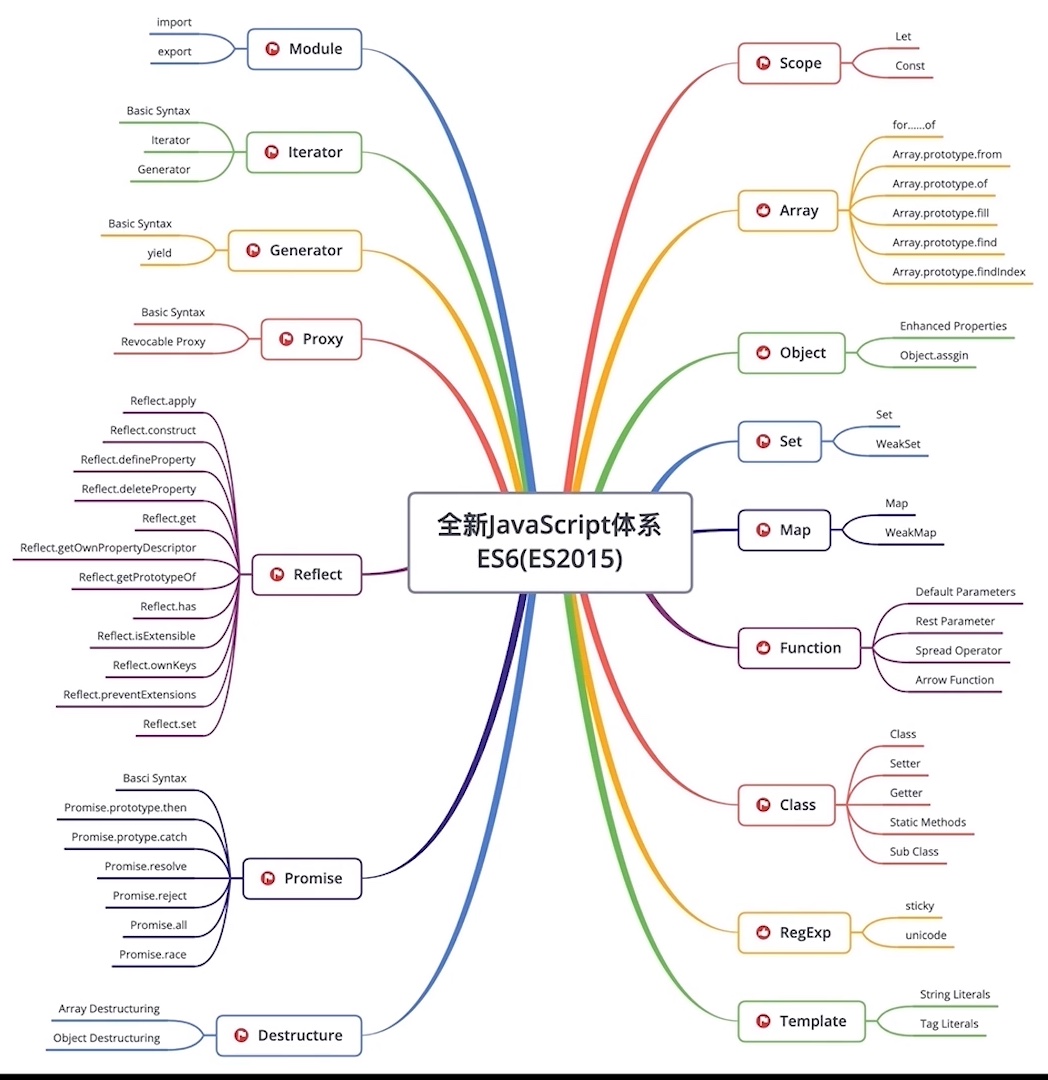 全新JavaScript体系
ES6(ES2015)
Module
import
export
Iterator
Basic Syntax
Iterator
Generator
Generator
Basic Syntax
yield
Proxy
Basic Syntax
Revocable Proxy
Reflect
Reflect.apply
Reflect.construct
Reflect.defineProperty
Reflect.deleteProperty
Reflect.get
Reflect.getOwnPropertyDescriptor
Reflect.getPrototypeOf
Reflect.has
Reflect.isExtensible
Reflect.ownKeys
Reflect.preventExtensions
Reflect.set
Promise
Basci Syntax
Promise.prototype.then
Promise.protype.catch
Promise.resolve
Promise.reject
Promise.all
Promise.race
Destructure
Array Destructuring
Object Destructuring
Scope
Let
Const
Array
for......of
Array.prototype.from
Array.prototype.of
Array.prototype.fill
Array.prototype.find
Array.prototype.findIndex
Object
Enhanced Properties
Object.assgin
Set
Set
WeakSet
Map
Map
WeakMap
Function
Default Parameters
Rest Parameter
Spread Operator
Arrow Function
Class
Class
Setter
Getter
Static Methods
Sub Class
RegExp
sticky
unicode
Template
String Literals
Tag Literals